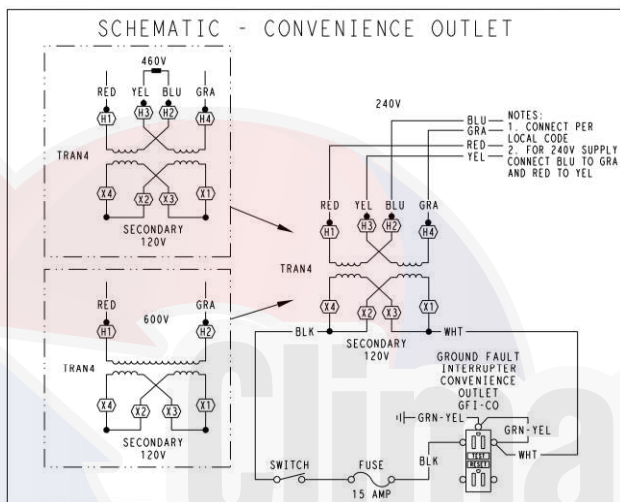 SCHEMATIC - CONVENIENCE OUTLET
460V
RED YEL BLU GRA
H1 H3 H2 H4
TRAN4
X4 X2 X3 X1
SECONDARY
120V
RED GRA
600V
H1 H2
TRAN4
X4 X2 X3 X1
SECONDARY
120V
240V
BLU
GRA
RED
YEL
NOTES:
1. CONNECT PER
LOCAL CODE
2. FOR 240V SUPPLY
CONNECT BLU TO GRA
AND RED TO YEL
RED YEL BLU GRA
H1 H3 H2 H4
TRAN4
X4 X2 X3 X1
BLK WHT
SECONDARY
120V
GROUND FAULT
INTERRUPTER
CONVENIENCE
OUTLET
GFI-CO
GRN-YEL
GRN-YEL
TEST
RESET
WHT
BLK
SWITCH
FUSE
15 AMP
Clima